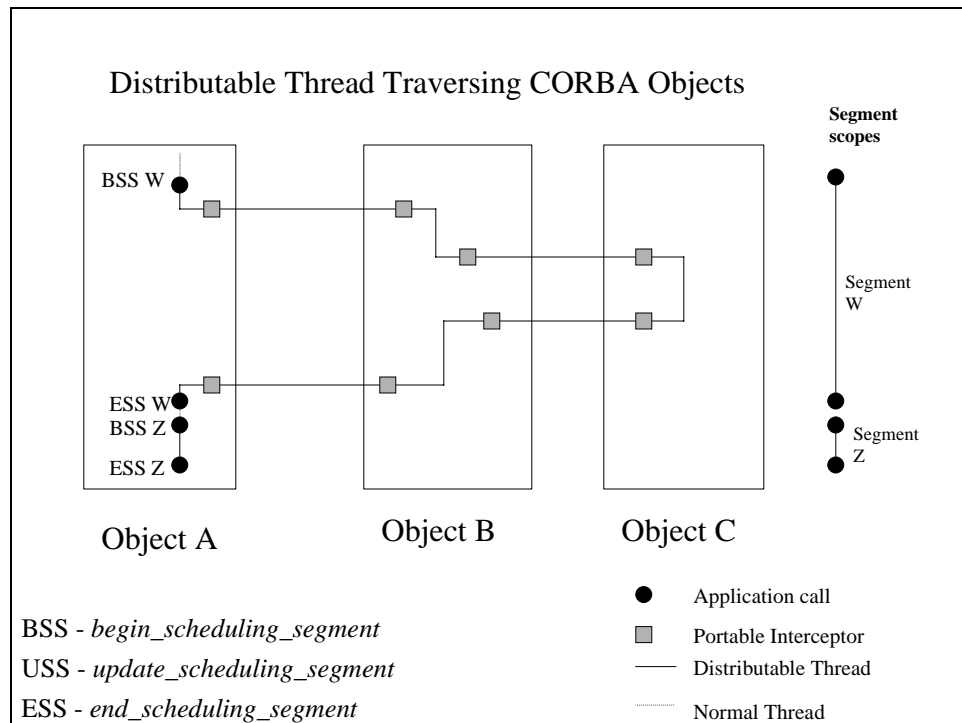 Distributable Thread Traversing CORBA Objects
Segment
scopes
BSS W
Segment
W
ESS W
BSS Z
ESS Z
Segment
Z
Object A
Object B
Object C
BSS - begin_scheduling_segment
USS - update_scheduling_segment
ESS - end_scheduling_segment
Application call
Portable Interceptor
Distributable Thread
Normal Thread